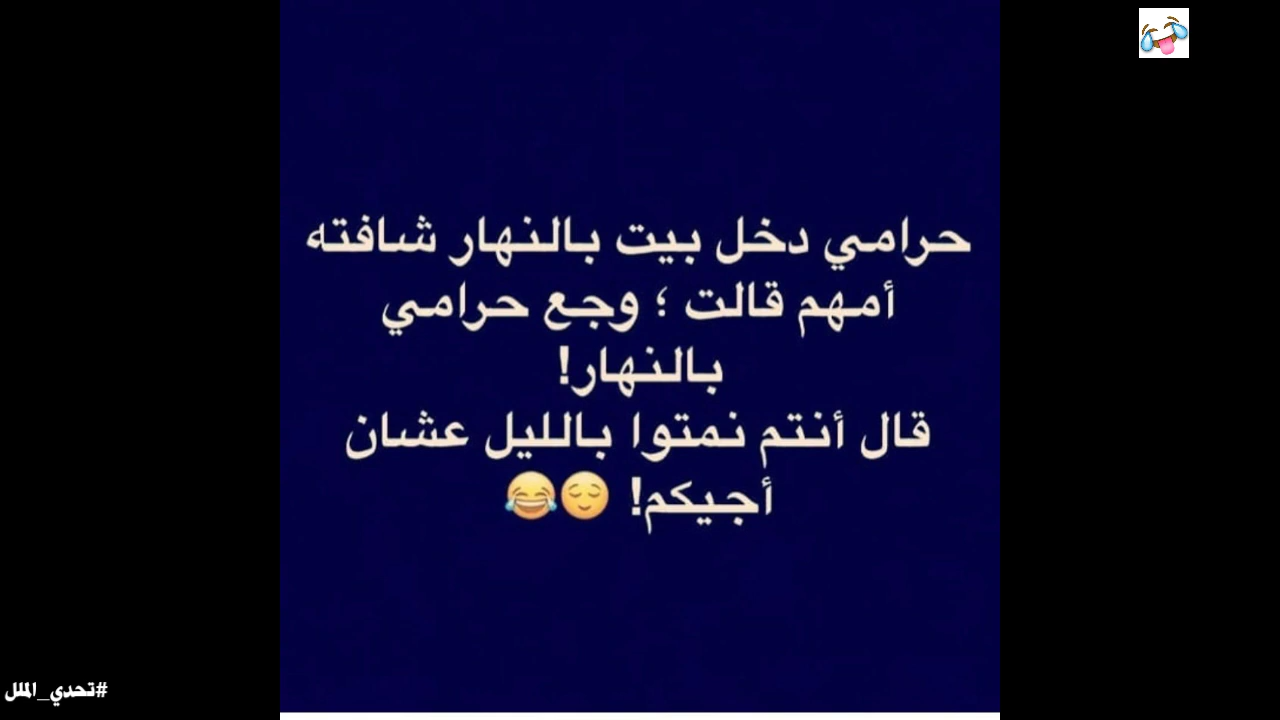 حرامي دخل بيت بالنهار شافته
أمهم قالت ؛ وجع حرامي
بالنهار!
قال أنتم نمتوا بالليل عشان
أجيكم! 😌😂
#تحدي_الملل